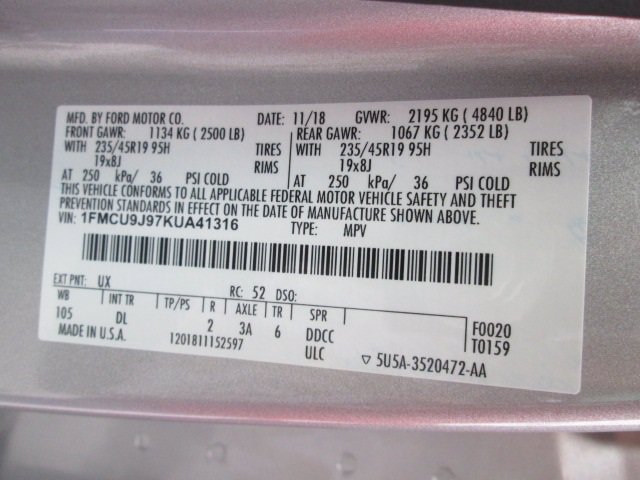 MFD. BY FORD MOTOR CO. DATE: 11/18 GVWR: 2195 KG ( 4840 LB)
FRONT GAWR: 1134 KG ( 2500 LB) REAR GAWR: 1067 KG ( 2352 LB)
WITH 235/45R19 95H TIRES WITH 235/45R19 95H TIRES
19x8J RIMS 19x8J RIMS
AT 250 kPa/ 36 PSI COLD AT 250 kPa/ 36 PSI COLD
THIS VEHICLE CONFORMS TO ALL APPLICABLE FEDERAL MOTOR VEHICLE SAFETY AND THEFT
PREVENTION STANDARDS IN EFFECT ON THE DATE OF MANUFACTURE SHOWN ABOVE.
VIN: 1FMCU9J97KUA41316 TYPE: MPV
EXT PNT: UX RC: 52 DSO:
WB INT TR TP/PS R AXLE TR SPR F0020
105 DL 2 3A 6 DDCC T0159
MADE IN U.S.A. 1201811152597 ULC ▽ 5U5A-3520472-AA